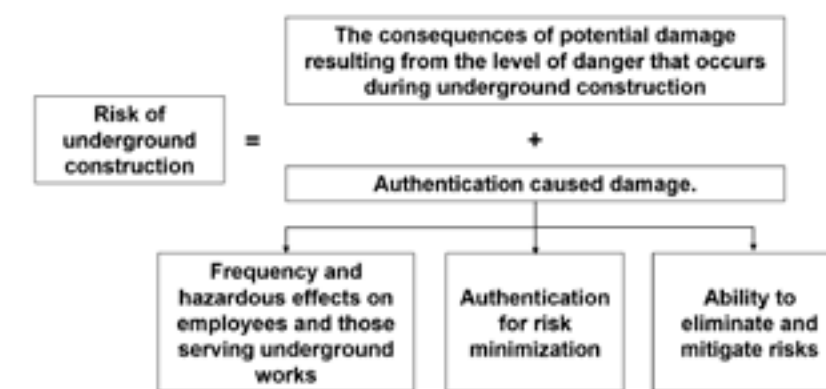 The consequences of potential damage
resulting from the level of danger that occurs
during underground construction
Risk of
underground
construction
=
+
Authentication caused damage.
Frequency and
hazardous effects on
employees and those
serving underground
works
Authentication
for risk
minimization
Ability to
eliminate and
mitigate risks